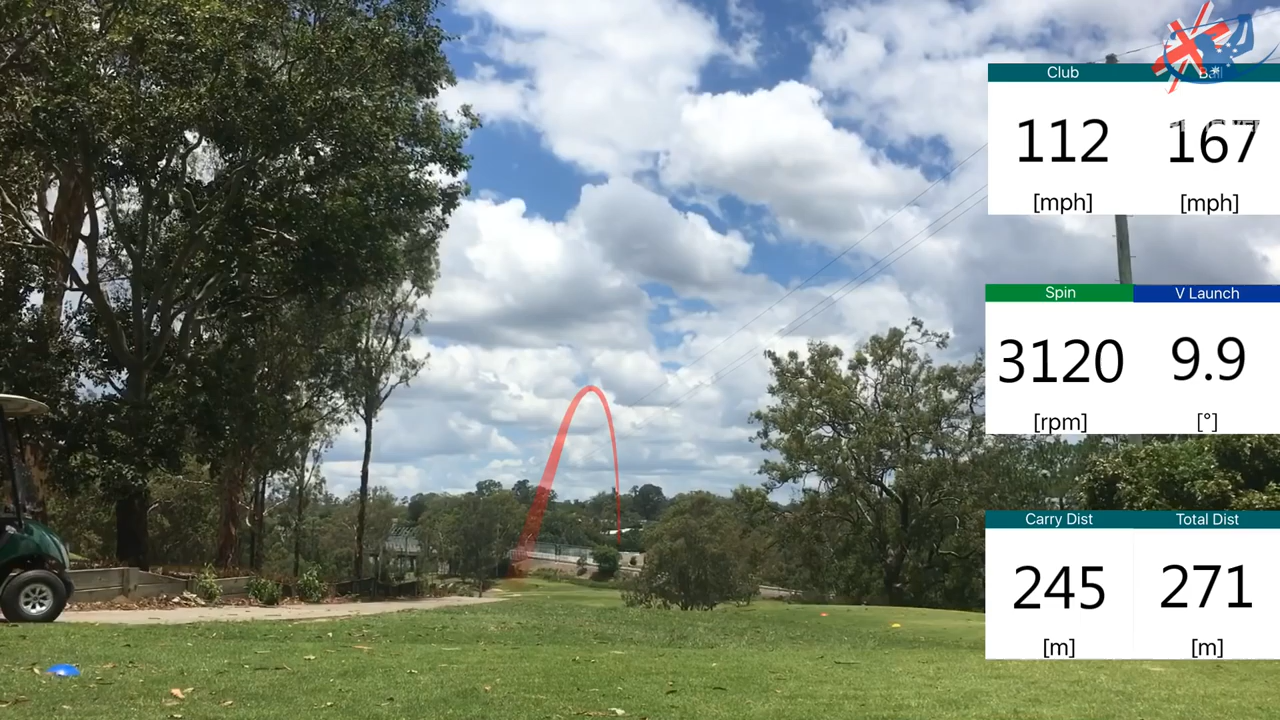 Club Ball
112 167
[mph] [mph]
Spin V Launch
3120 9.9
[rpm] [°]
Carry Dist Total Dist
245 271
[m] [m]